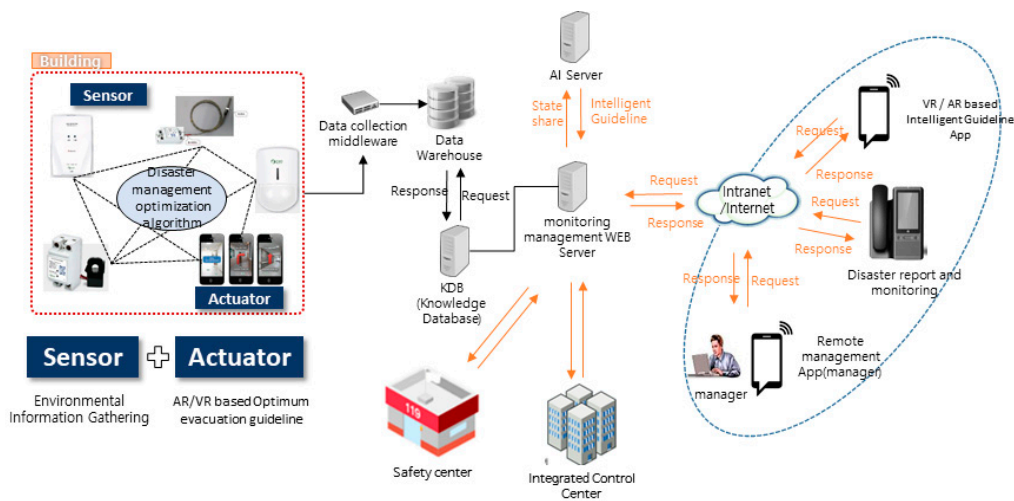 Building
Sensor
Disaster
management
optimization
algorithm
Actuator
Sensor
Actuator
Environmental
Information Gathering
AR/VR based Optimum
evacuation guideline
Data collection
middleware
Data
Warehouse
Response
Request
KDB
(Knowledge
Database)
AI Server
State
share
Intelligent
Guideline
monitoring
management WEB
Server
Request
Response
Intranet
/Internet
Request
Response
VR / AR based
Intelligent Guideline
App
Request
Response
Disaster report and
monitoring
Response
Request
manager
Remote
management
App(manager)
119
Safety center
Integrated Control
Center